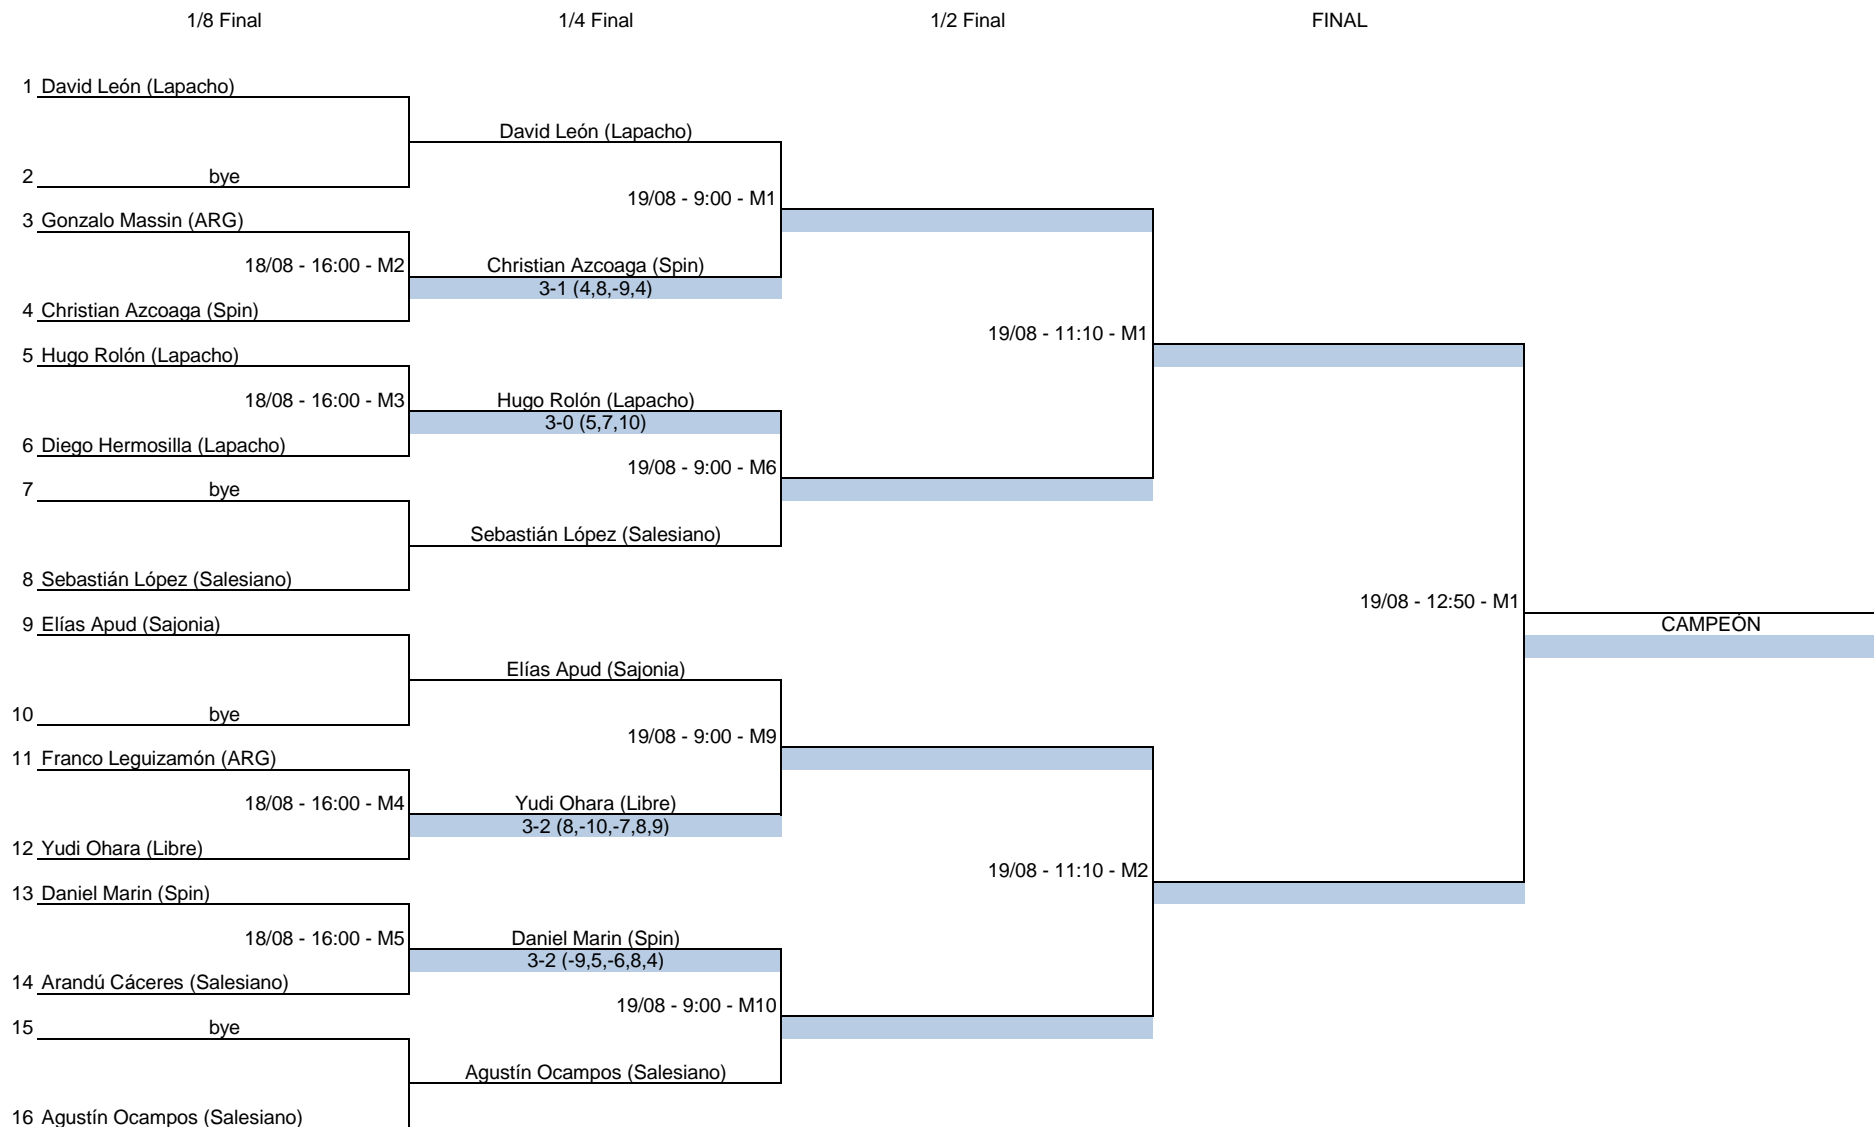 1/8 Final 1/4 Final 1/2 Final FINAL
1 David León (Lapacho)
David León (Lapacho)
2 bye
19/08 - 9:00 - M1
3 Gonzalo Massin (ARG)
18/08 - 16:00 - M2 Christian Azcoaga (Spin)
3-1 (4,8,-9,4)
4 Christian Azcoaga (Spin)
19/08 - 11:10 - M1
5 Hugo Rolón (Lapacho)
18/08 - 16:00 - M3 Hugo Rolón (Lapacho)
3-0 (5,7,10)
6 Diego Hermosilla (Lapacho)
19/08 - 9:00 - M6
7 bye
Sebastián López (Salesiano)
8 Sebastián López (Salesiano)
19/08 - 12:50 - M1
9 Elías Apud (Sajonia) CAMPEÓN
Elías Apud (Sajonia)
10 bye
19/08 - 9:00 - M9
11 Franco Leguizamón (ARG)
18/08 - 16:00 - M4 Yudi Ohara (Libre)
3-2 (8,-10,-7,8,9)
12 Yudi Ohara (Libre)
19/08 - 11:10 - M2
13 Daniel Marin (Spin)
18/08 - 16:00 - M5 Daniel Marin (Spin)
3-2 (-9,5,-6,8,4)
14 Arandú Cáceres (Salesiano)
19/08 - 9:00 - M10
15 bye
Agustín Ocampos (Salesiano)
16 Agustín Ocampos (Salesiano)